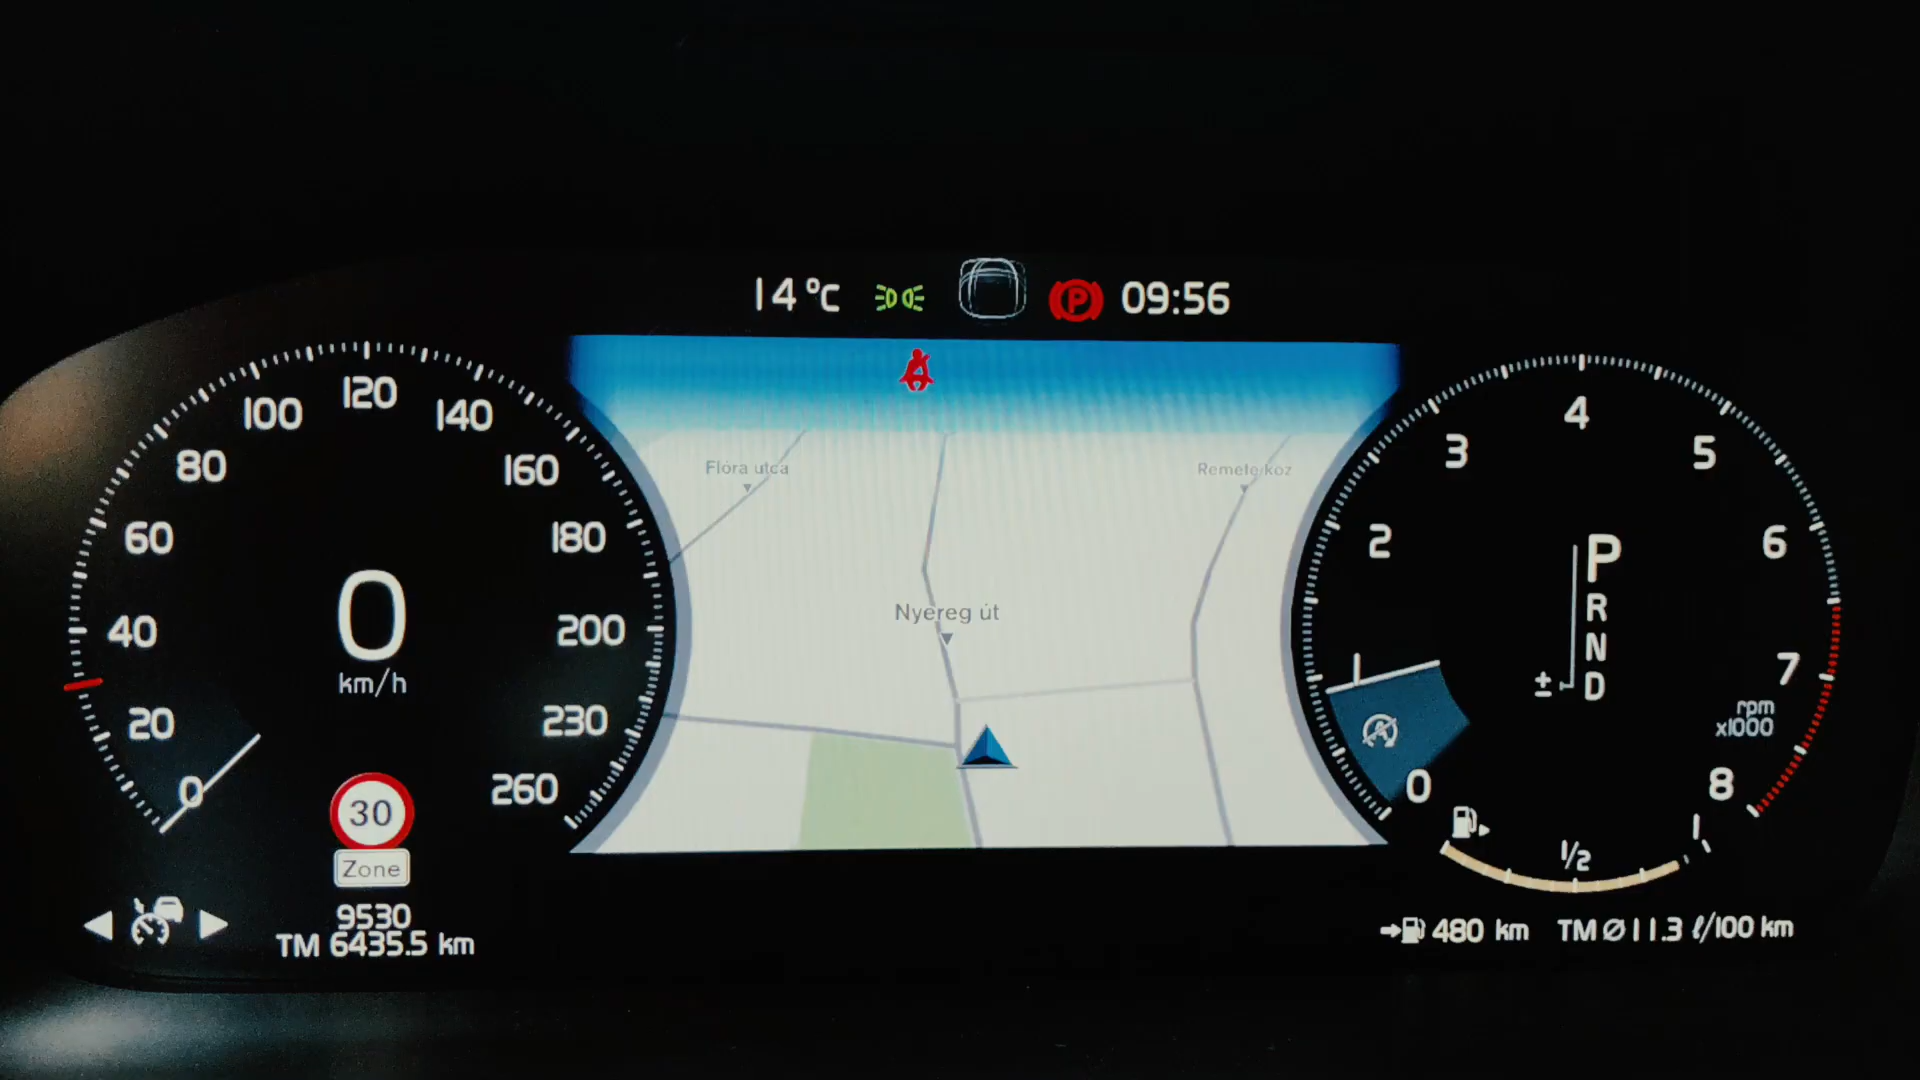 14 °C
09:56
0
20
40
60
80
100
120
140
160
180
200
230
260
0
km/h
30
Zone
9530
TM 6435.5 km
Flóra utca
Remete köz
Nyereg út
0
1
2
3
4
5
6
7
8
rpm
x1000
P
R
N
± D
A
1/2
1
480 km
TM Ø 11.3 ℓ/100 km
P